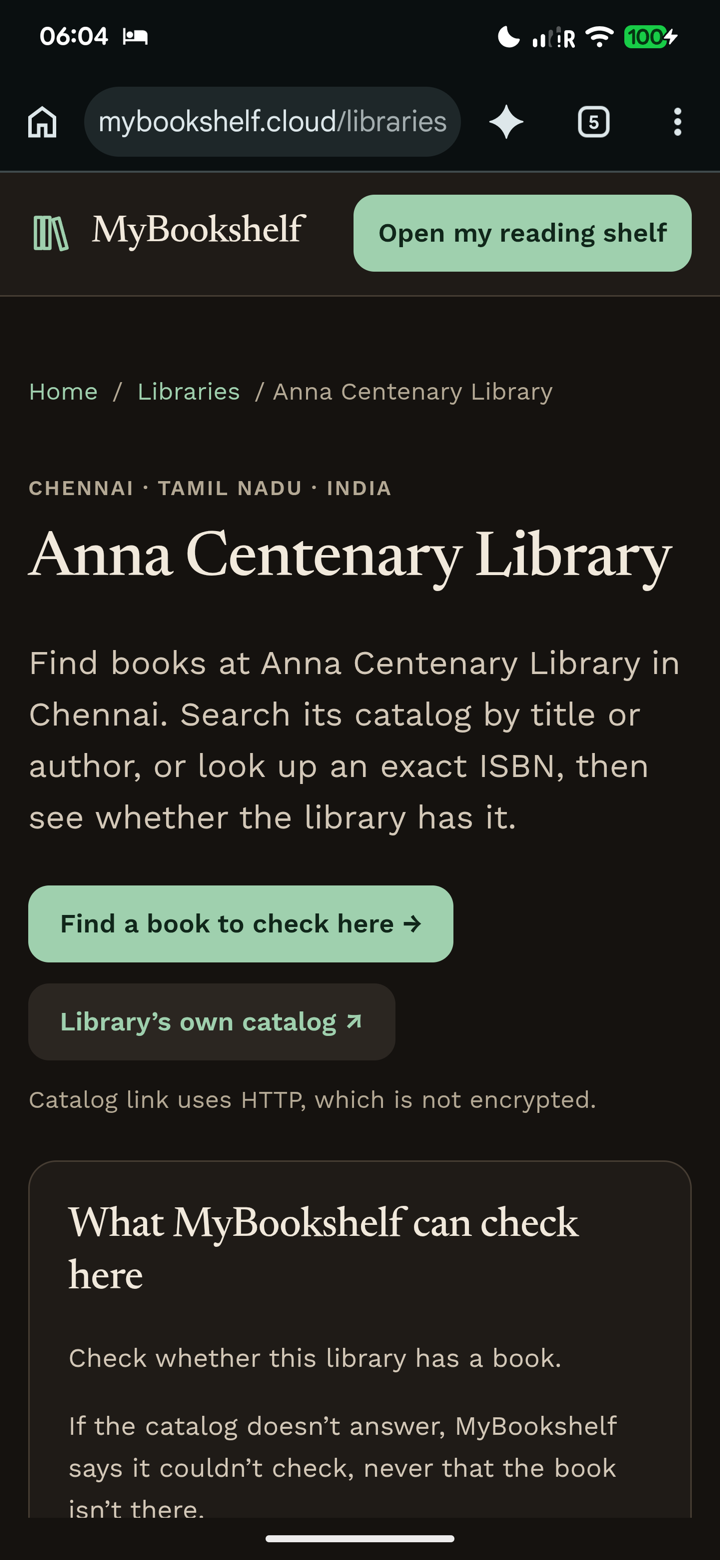 06:04
R
100
mybookshelf.cloud/libraries
5
MyBookshelf
Open my reading shelf
Home / Libraries / Anna Centenary Library
CHENNAI · TAMIL NADU · INDIA
Anna Centenary Library
Find books at Anna Centenary Library in
Chennai. Search its catalog by title or
author, or look up an exact ISBN, then
see whether the library has it.
Find a book to check here →
Library’s own catalog ↗
Catalog link uses HTTP, which is not encrypted.
What MyBookshelf can check
here
Check whether this library has a book.
If the catalog doesn’t answer, MyBookshelf
says it couldn’t check, never that the book
isn’t there.